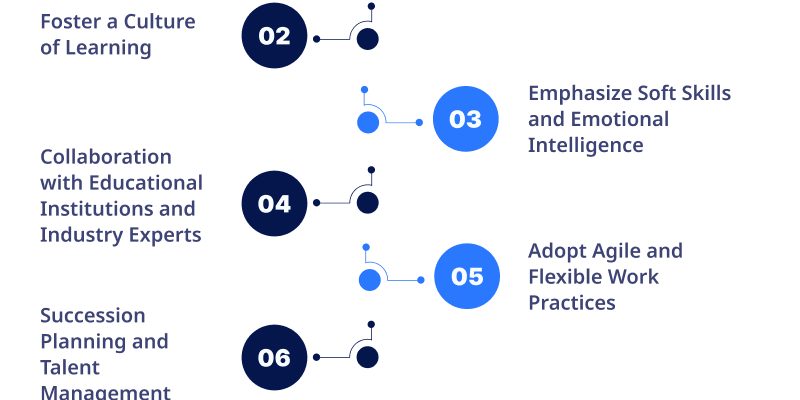 Foster a Culture
of Learning
02
03
Emphasize Soft Skills
and Emotional
Intelligence
Collaboration
with Educational
Institutions and
Industry Experts
04
05
Adopt Agile and
Flexible Work
Practices
Succession
Planning and
Talent
Management
06